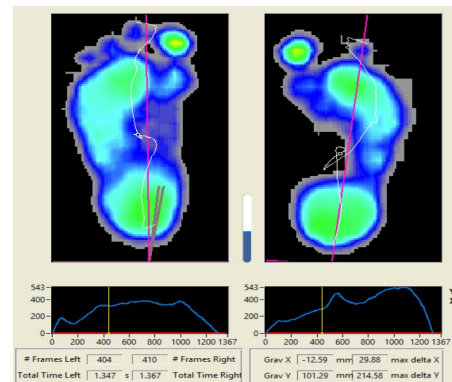 543 543
400 400
200 200
0 0
0 200 400 600 800 1000 1367 0 200 400 600 800 1000 1367
# Frames Left 404 410 # Frames Right Grav X -12.59 mm 29.88 max delta X
Total Time Left 1.347 s 1.367 Total Time Right Grav Y 101.29 mm 214.58 max delta Y